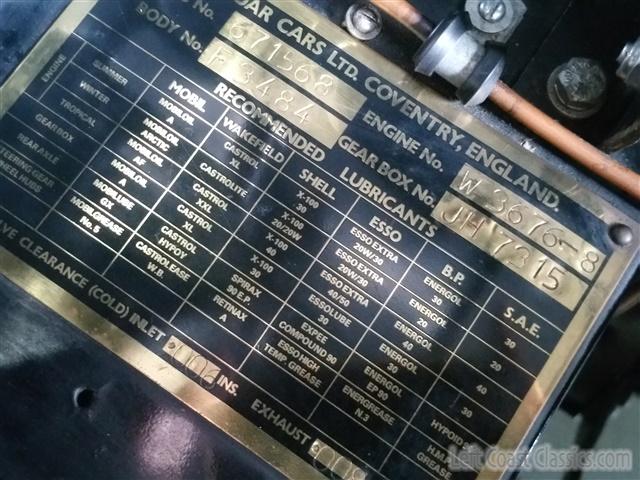 No. 671568
BODY No. F 3484
CARS LTD. COVENTRY, ENGLAND.
ENGINE No. W 3676-8
GEAR BOX No. JH 7315
RECOMMENDED LUBRICANTS
MOBIL WAKEFIELD SHELL ESSO B.P. S.A.E.
ENGINE SUMMER MOBILOIL A CASTROL XL X-100 30 ESSO EXTRA 20W/30 ENERGOL 30 30
WINTER MOBILOIL ARCTIC CASTROLITE X-100 20/20W ESSO EXTRA 20W/30 ENERGOL 20 20
TROPICAL MOBILOIL AF CASTROL XXL X-100 40 ESSO EXTRA 40/50 ENERGOL 40 40
GEARBOX MOBILOIL A CASTROL XL X-100 30 ESSOLUBE 30 ENERGOL 30 30
REAR AXLE MOBILUBE GX CASTROL HYPOY SPIRAX 90 E.P. EXPEE COMPOUND 90 ENERGOL EP 90 HYPOID
GEAR MOBILGREASE No. 5 CASTROLEASE W.B. RETINAX A ESSO HIGH TEMP. GREASE ENERGREASE N.3 H.M.P. GREASE
HUBS
CLEARANCE (COLD) INLET .006 INS. EXHAUST
Left Coast Classics.com